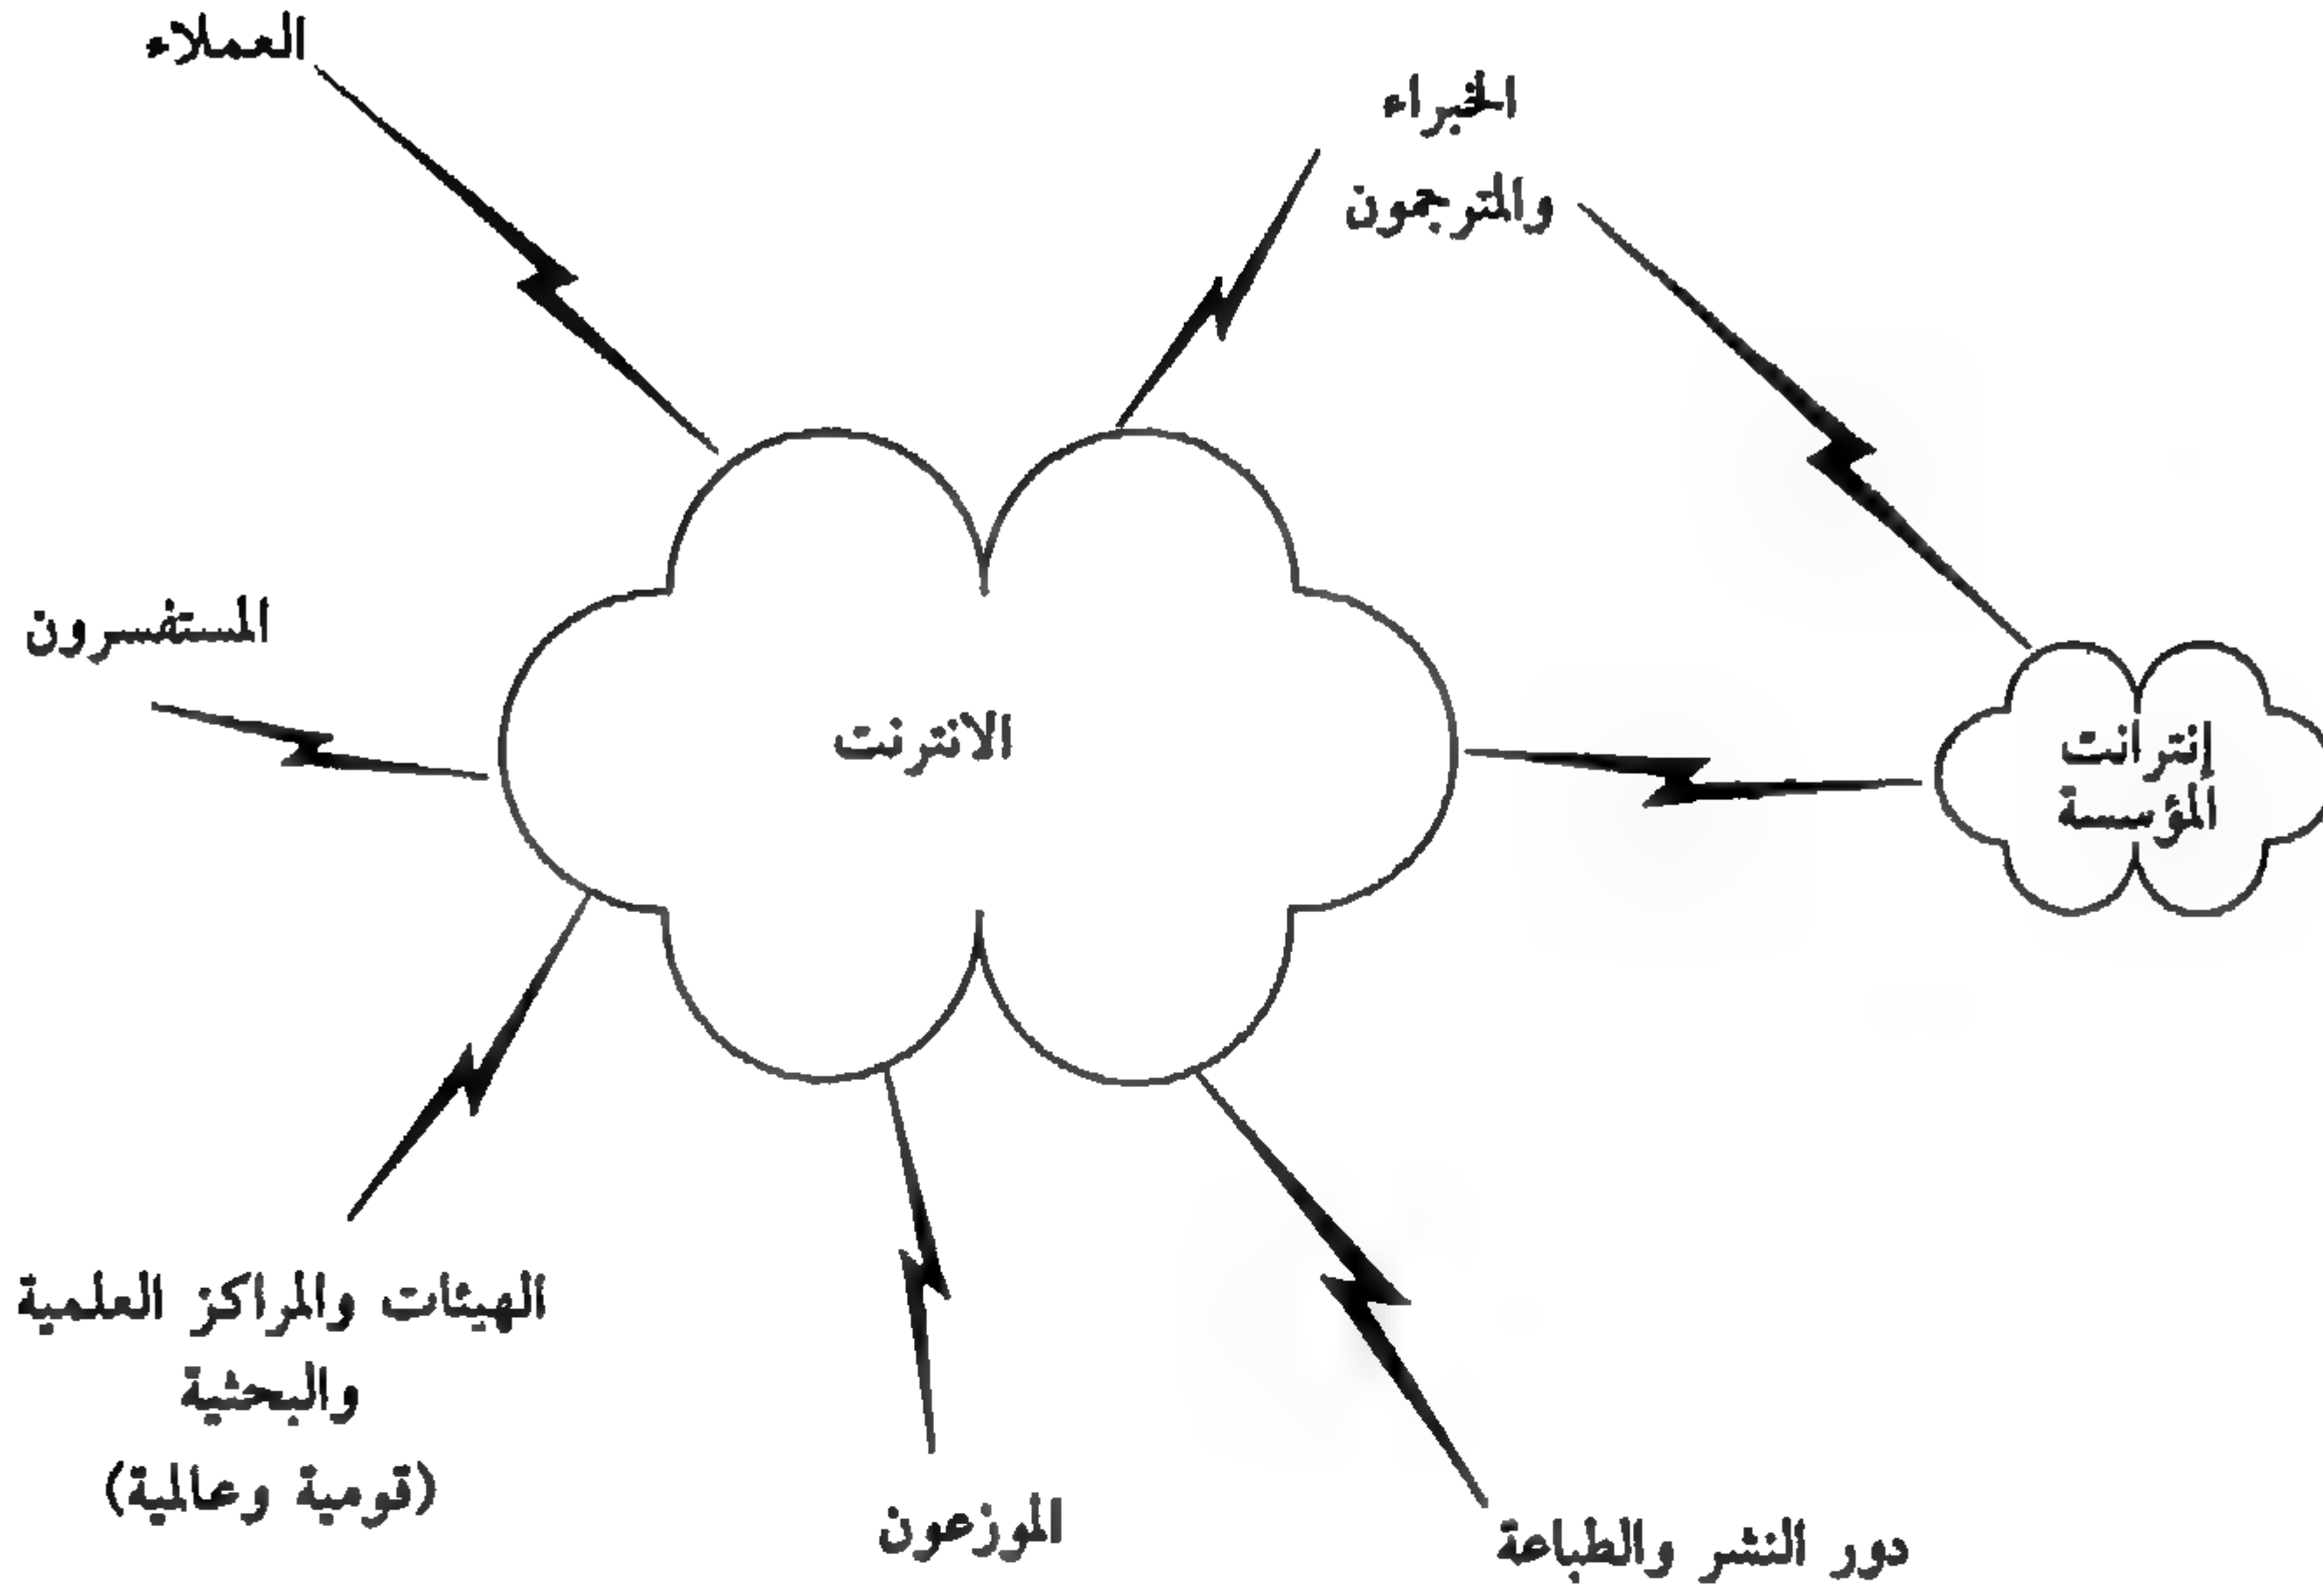 العملاء
الخبراء
والمترجمون
المستفسرون
الانترنت
إنترانت
المؤسسة
الهيئات والمراكز العلمية
والبحثية
(قومية وعالمية)
الموزعون
دور النشر والطباعة